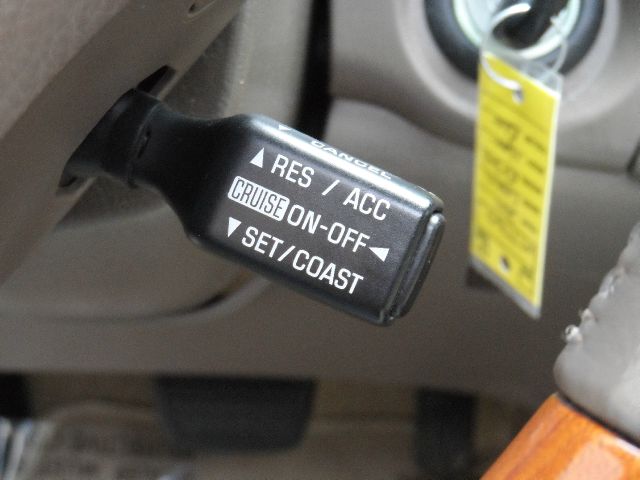 CANCEL
RES / ACC
CRUISE ON-OFF
SET/COAST